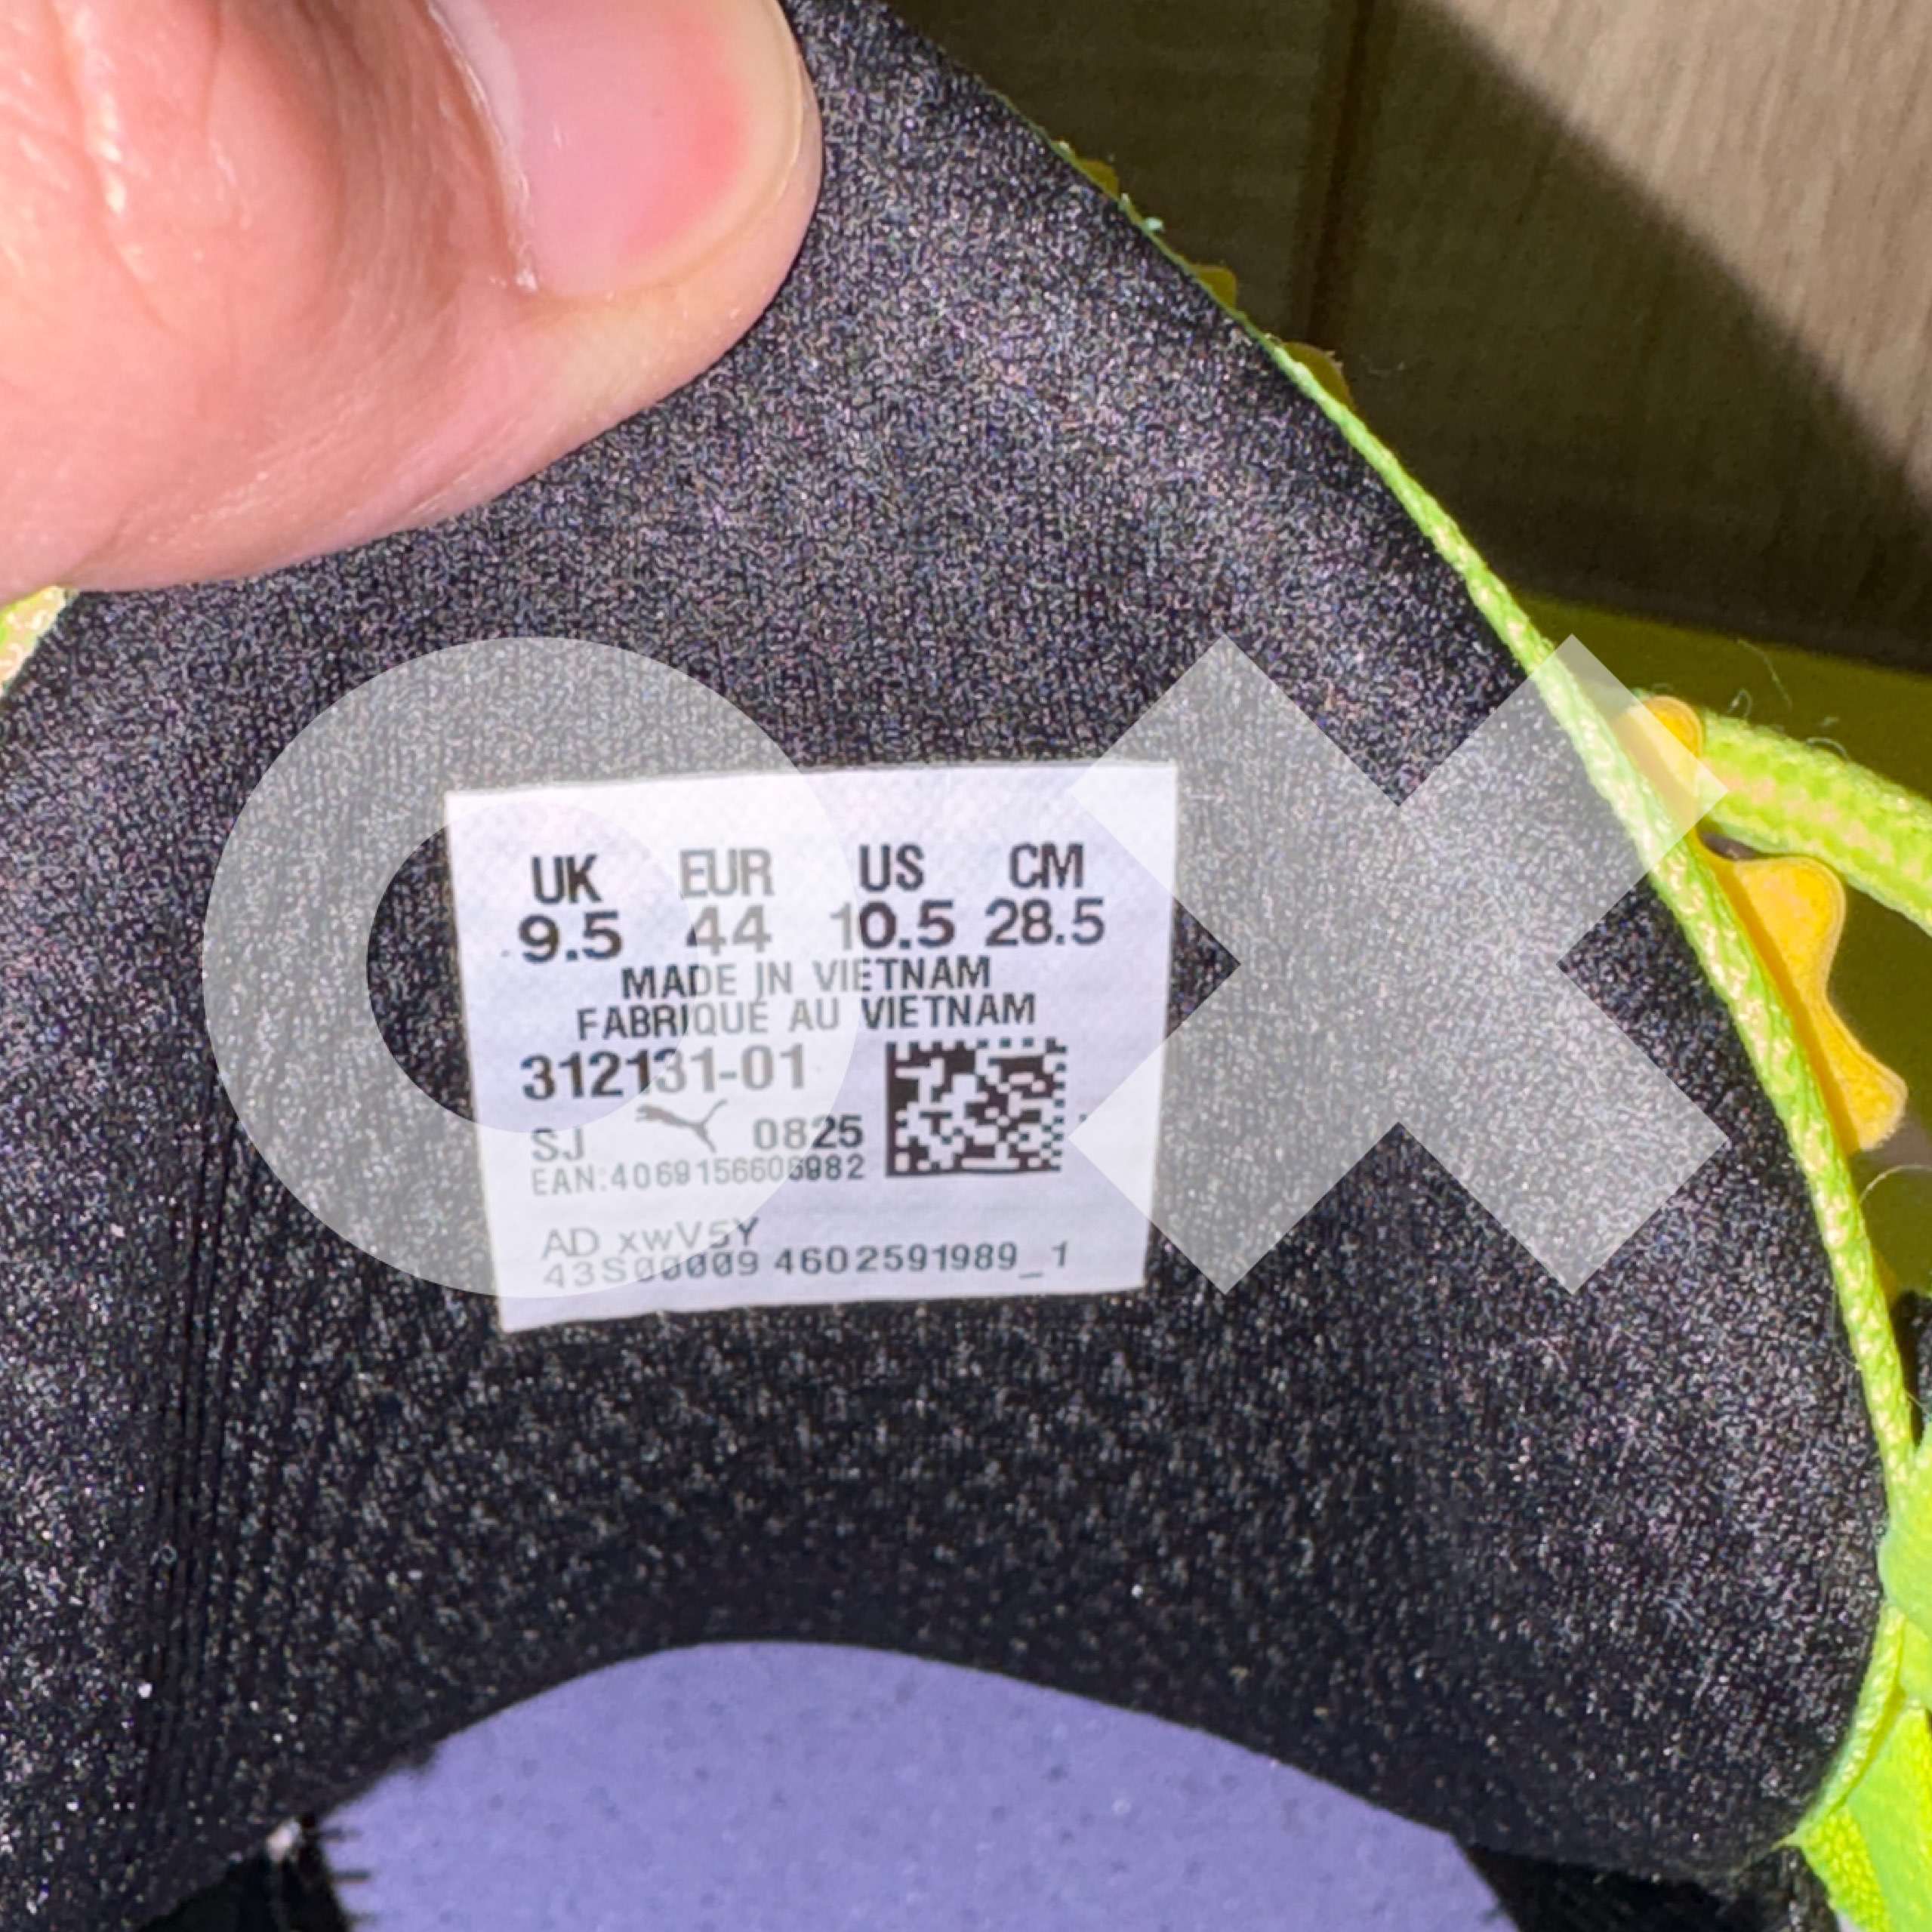 UK EUR US CM
9.5 44 10.5 28.5
MADE IN VIETNAM
FABRIQUÉ AU VIETNAM
312131-01
SJ 0825
EAN:4069156606982
AD xwV5Y
43S00009 4602591989_1